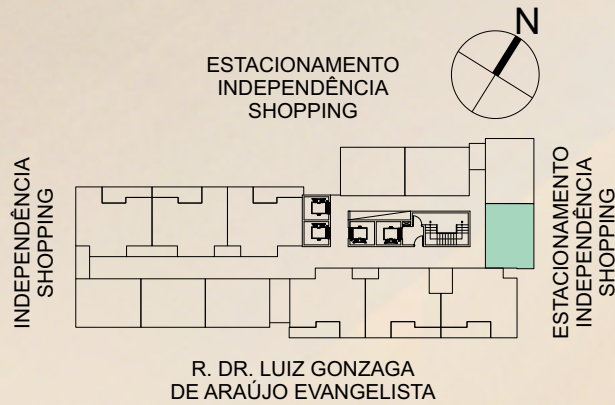 N
ESTACIONAMENTO
INDEPENDÊNCIA
SHOPPING
INDEPENDÊNCIA
SHOPPING
ESTACIONAMENTO
INDEPENDÊNCIA
SHOPPING
R. DR. LUIZ GONZAGA
DE ARAÚJO EVANGELISTA